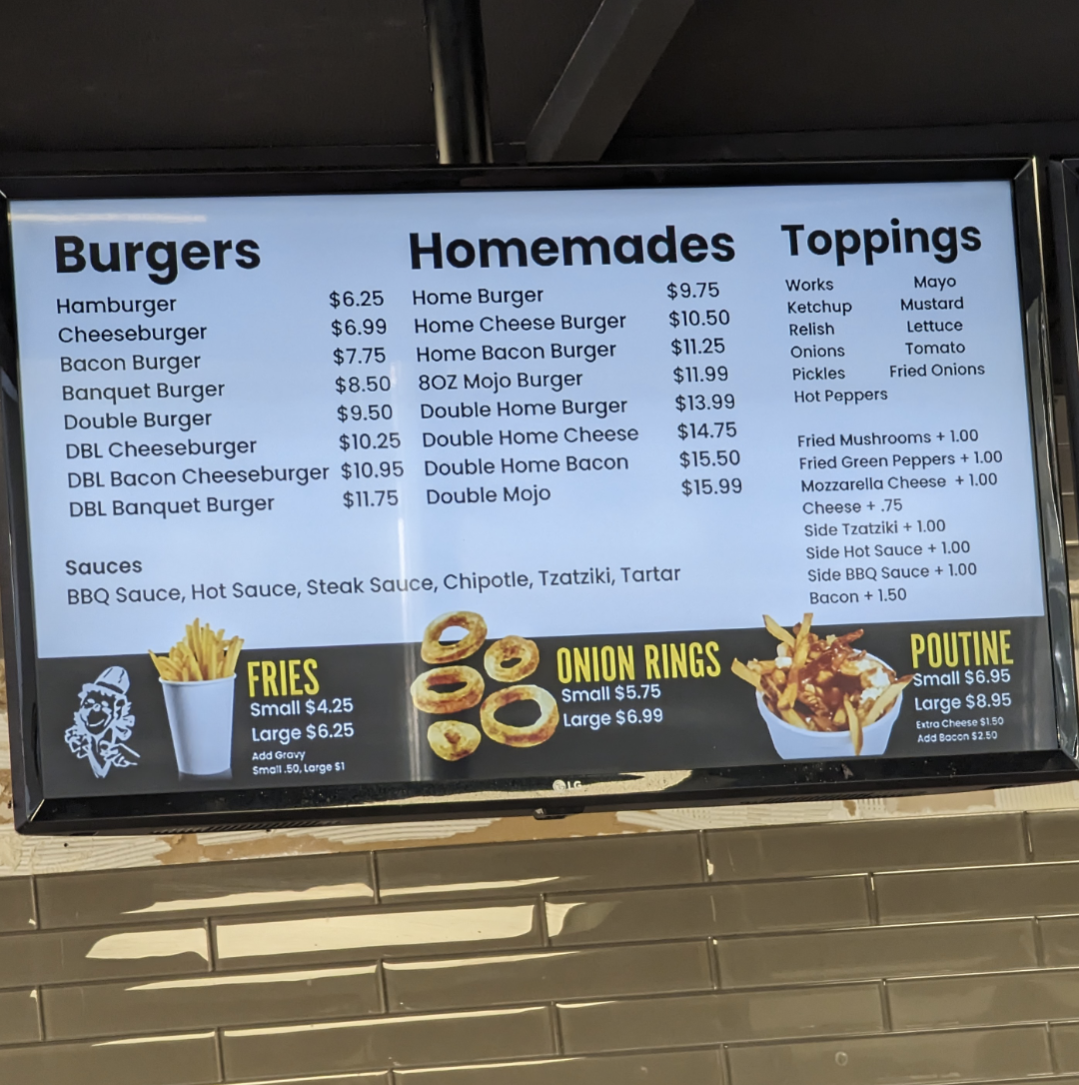 Burgers
Hamburger $6.25
Cheeseburger $6.99
Bacon Burger $7.75
Banquet Burger $8.50
Double Burger $9.50
DBL Cheeseburger $10.25
DBL Bacon Cheeseburger $10.95
DBL Banquet Burger $11.75
Homemades
Home Burger $9.75
Home Cheese Burger $10.50
Home Bacon Burger $11.25
8OZ Mojo Burger $11.99
Double Home Burger $13.99
Double Home Cheese $14.75
Double Home Bacon $15.50
Double Mojo $15.99
Toppings
Works Mayo
Ketchup Mustard
Relish Lettuce
Onions Tomato
Pickles Fried Onions
Hot Peppers
Fried Mushrooms + 1.00
Fried Green Peppers + 1.00
Mozzarella Cheese + 1.00
Cheese + .75
Side Tzatziki + 1.00
Side Hot Sauce + 1.00
Side BBQ Sauce + 1.00
Bacon + 1.50
Sauces
BBQ Sauce, Hot Sauce, Steak Sauce, Chipotle, Tzatziki, Tartar
FRIES
Small $4.25
Large $6.25
Add Gravy
Small .50, Large $1
ONION RINGS
Small $5.75
Large $6.99
POUTINE
Small $6.95
Large $8.95
Extra Cheese $1.50
Add Bacon $2.50
LG